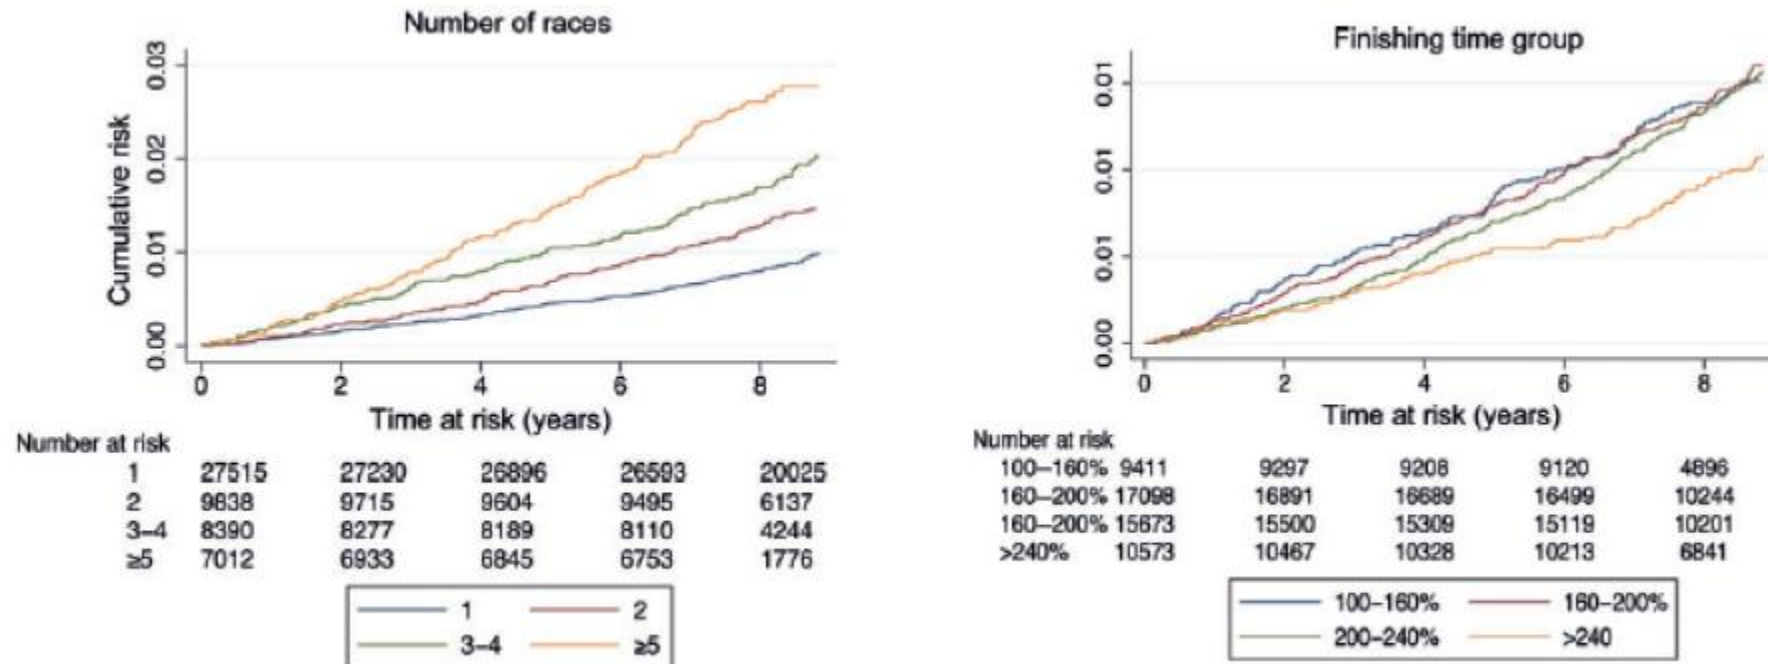 Number of races
Cumulative risk
0.03
0.02
0.01
0.00
0 2 4 6 8
Time at risk (years)
Number at risk
1 27515 27230 26896 26593 20025
2 9838 9715 9604 9495 6137
3–4 8390 8277 8189 8110 4244
≥5 7012 6933 6845 6753 1776
1 2
3–4 ≥5
Finishing time group
0.01
0.01
0.01
0.00
0 2 4 6 8
Time at risk (years)
Number at risk
100–160% 9411 9297 9208 9120 4896
160–200% 17098 16891 16689 16499 10244
160–200% 15673 15500 15309 15119 10201
>240% 10573 10467 10328 10213 6841
100–160% 160–200%
200–240% >240